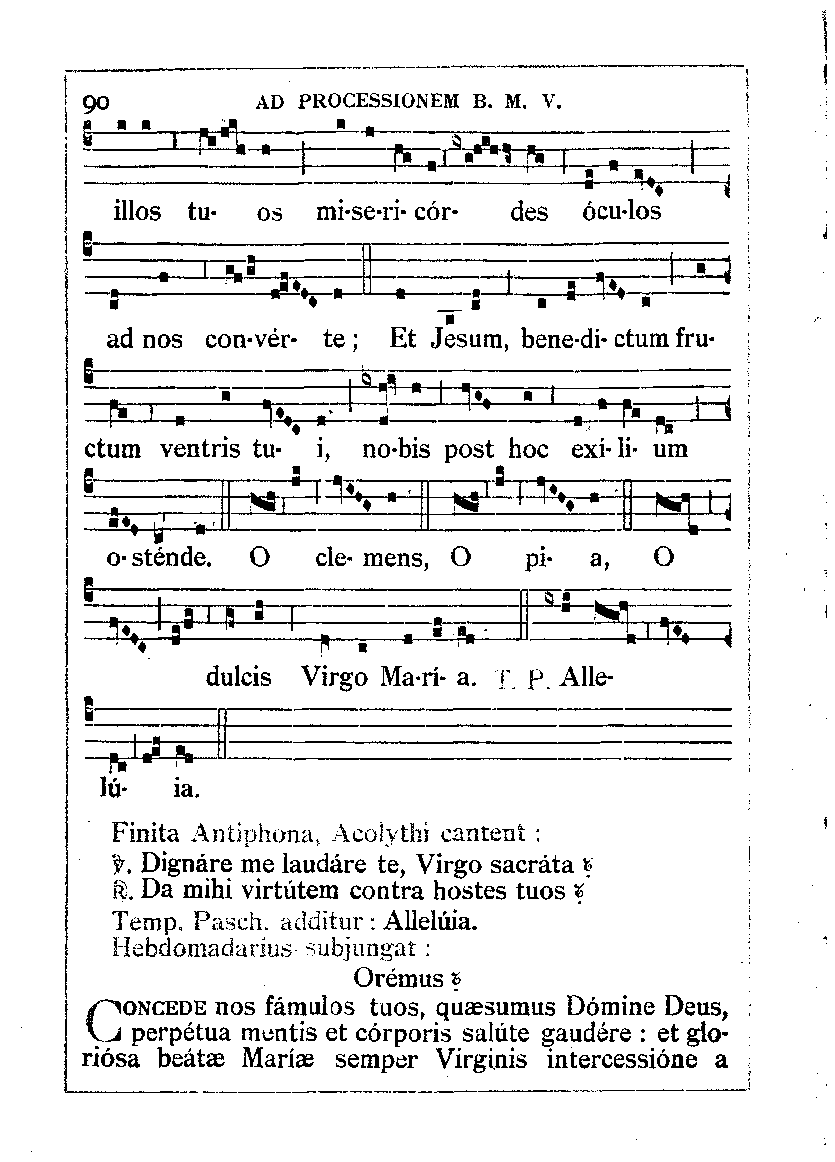 90 AD PROCESSIONEM B. M. V.
illos tu- os mi-se-ri- cór- des ócu-los
ad nos con-vér- te ; Et Jesum, bene-di- ctum fru-
ctum ventris tu- i, no-bis post hoc exí- li- um
o- sténde. O cle- mens, O pi- a, O
dulcis Virgo Ma-rí- a. T. P. Alle-
lú- ia.
Finita Antiphona, Acolythi cantent :
℣. Dignáre me laudáre te, Virgo sacráta
℟. Da mihi virtútem contra hostes tuos
Temp. Pasch. additur : Allelúia.
Hebdomadarius subjungat :
Orémus
CONCEDE nos fámulos tuos, quæsumus Dómine Deus,
perpétua mentis et córporis salúte gaudére : et glo-
riósa beátæ Maríæ semper Virginis intercessióne a